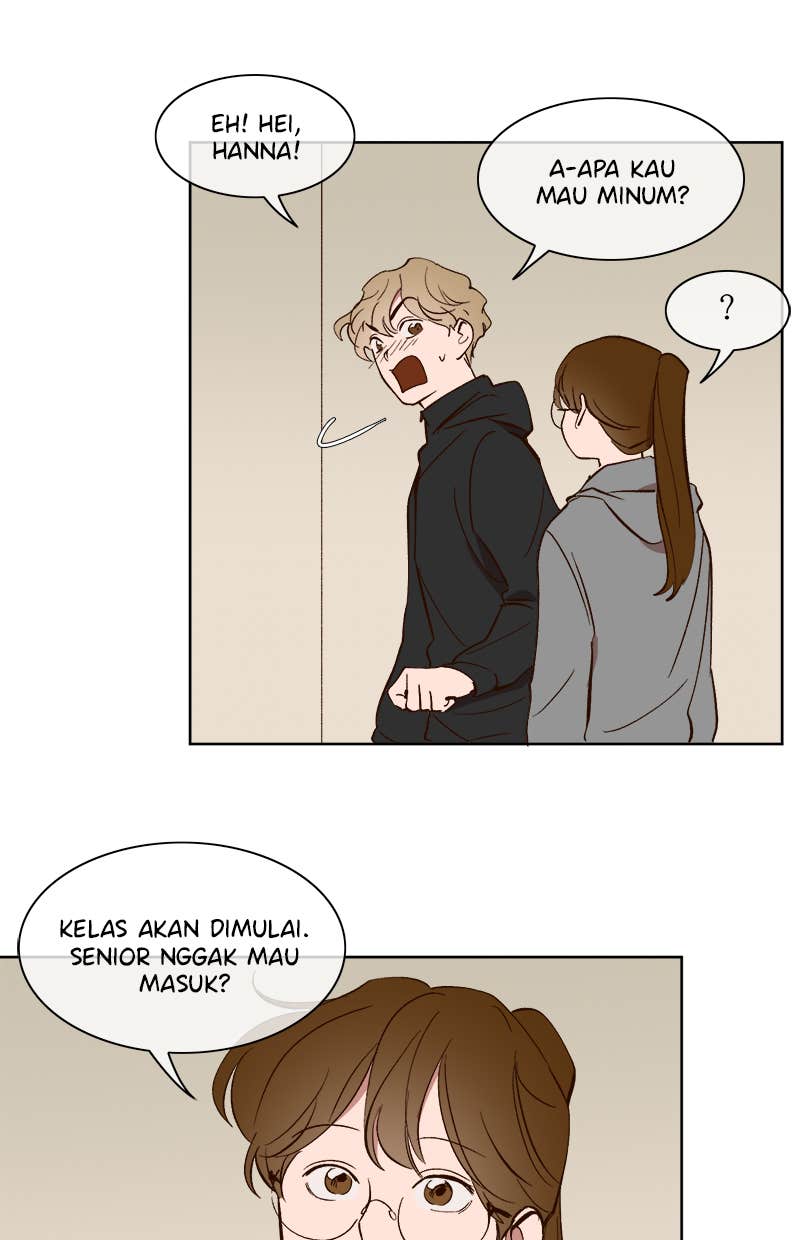 EH! HEI,
HANNA!
A-APA KAU
MAU MINUM?
?
KELAS AKAN DIMULAI.
SENIOR NGGAK MAU
MASUK?